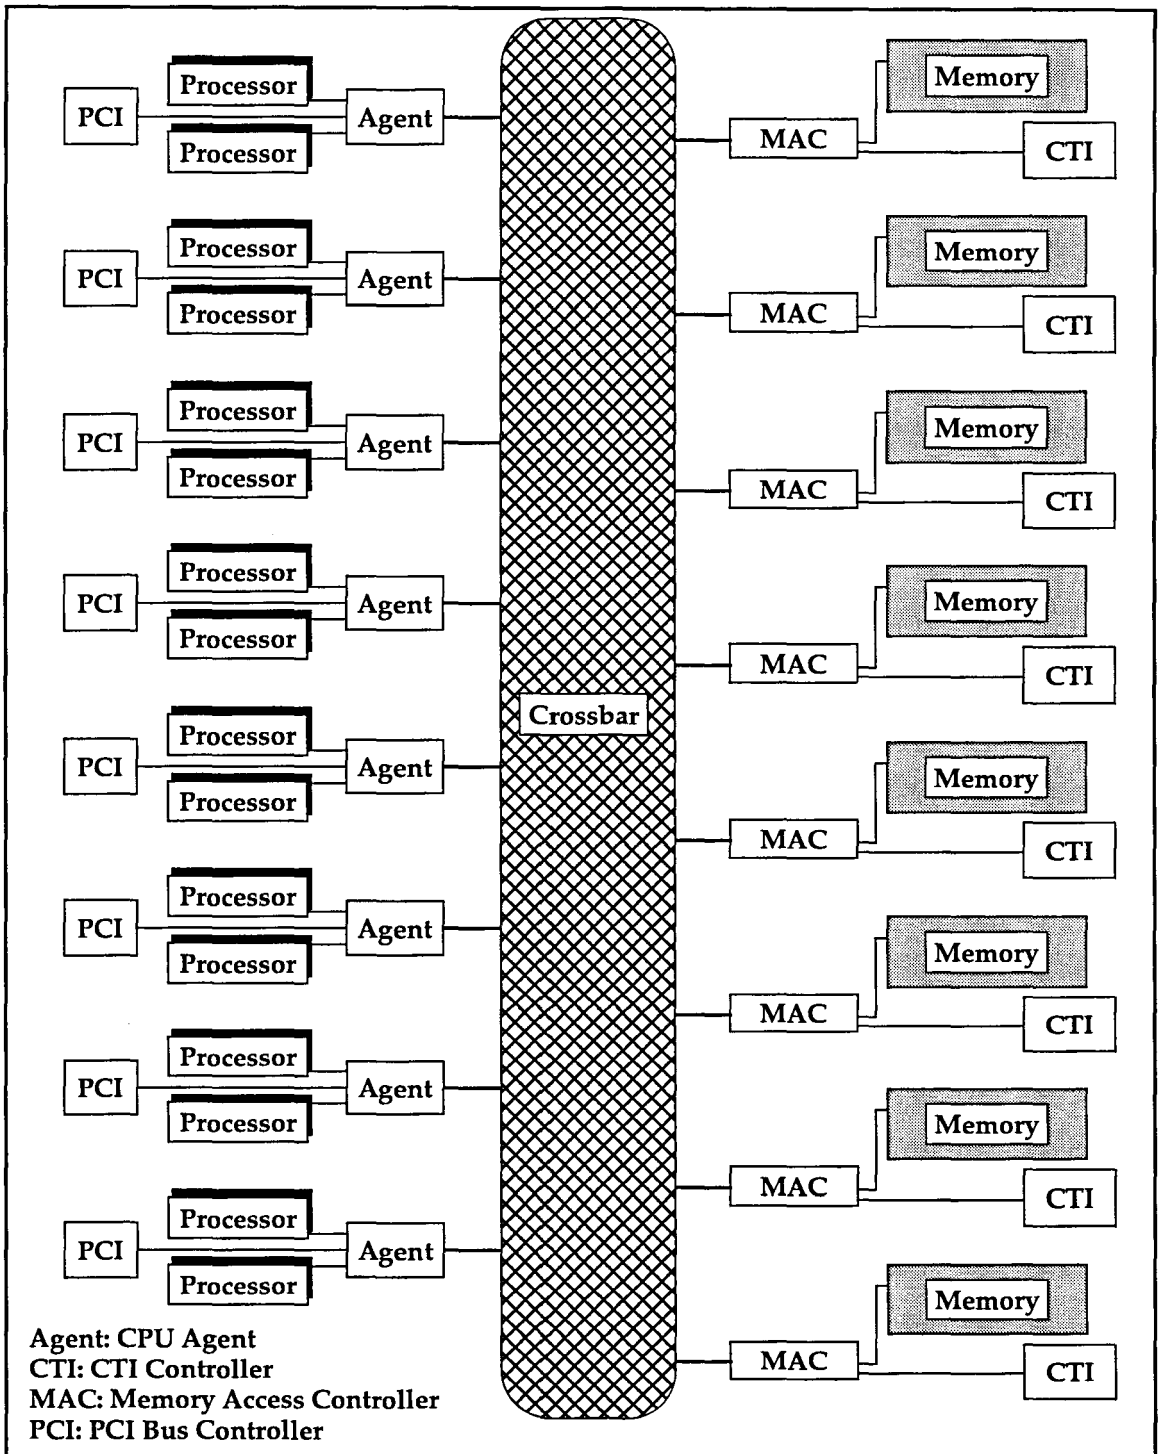 Processor
PCI
Agent
Processor
Processor
PCI
Agent
Processor
Processor
PCI
Agent
Processor
Processor
PCI
Agent
Processor
Processor
PCI
Agent
Processor
Processor
PCI
Agent
Processor
Processor
PCI
Agent
Processor
Processor
PCI
Agent
Processor
Crossbar
Memory
MAC
CTI
Memory
MAC
CTI
Memory
MAC
CTI
Memory
MAC
CTI
Memory
MAC
CTI
Memory
MAC
CTI
Memory
MAC
CTI
Memory
MAC
CTI
Agent: CPU Agent
CTI: CTI Controller
MAC: Memory Access Controller
PCI: PCI Bus Controller